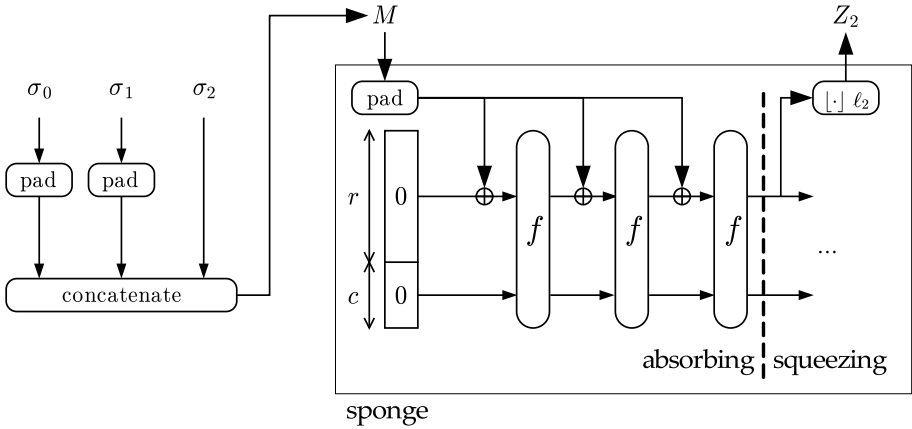 M
Z₂
σ₀ σ₁ σ₂
pad
⌊·⌋ ℓ₂
pad pad
r
0
f f f
...
c
0
concatenate
absorbing squeezing
sponge